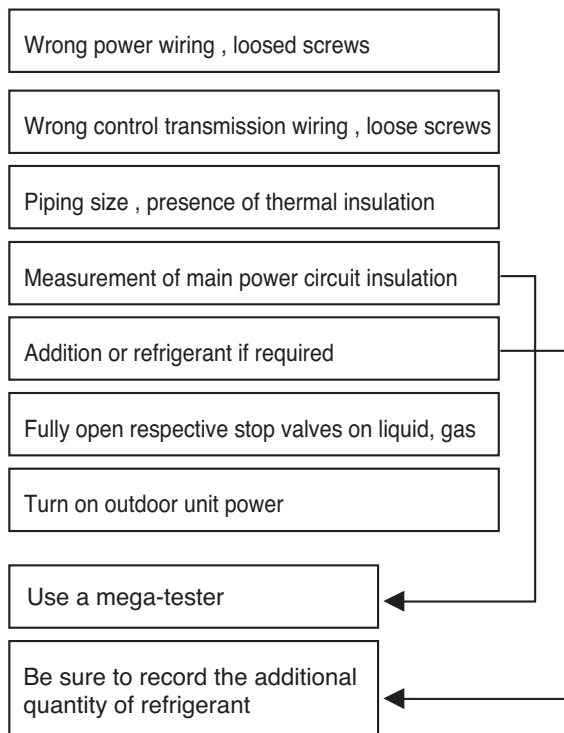 Wrong power wiring , loosed screws
Wrong control transmission wiring , loose screws
Piping size , presence of thermal insulation
Measurement of main power circuit insulation
Addition or refrigerant if required
Fully open respective stop valves on liquid, gas
Turn on outdoor unit power
Use a mega-tester
Be sure to record the additional
quantity of refrigerant